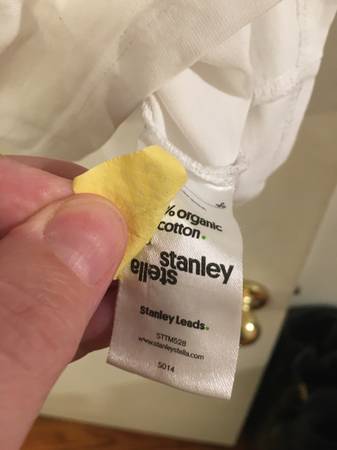 % organic
cotton.
stanley
stella
Stanley Leads.
STTM528
www.stanleystella.com
5014